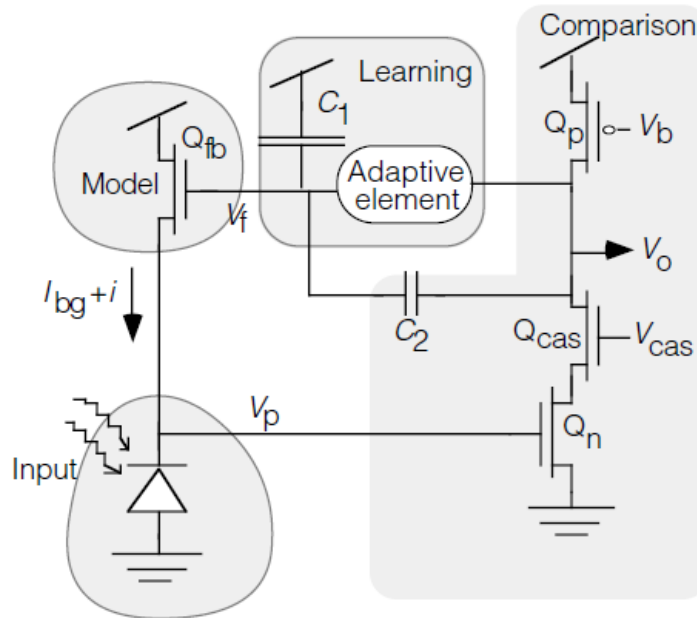 Comparison
Learning
C1
Qfb
Qp
Vb
Model
Adaptive
element
Vf
Vo
Ibg+i
C2
Qcas
Vcas
Vp
Qn
Input